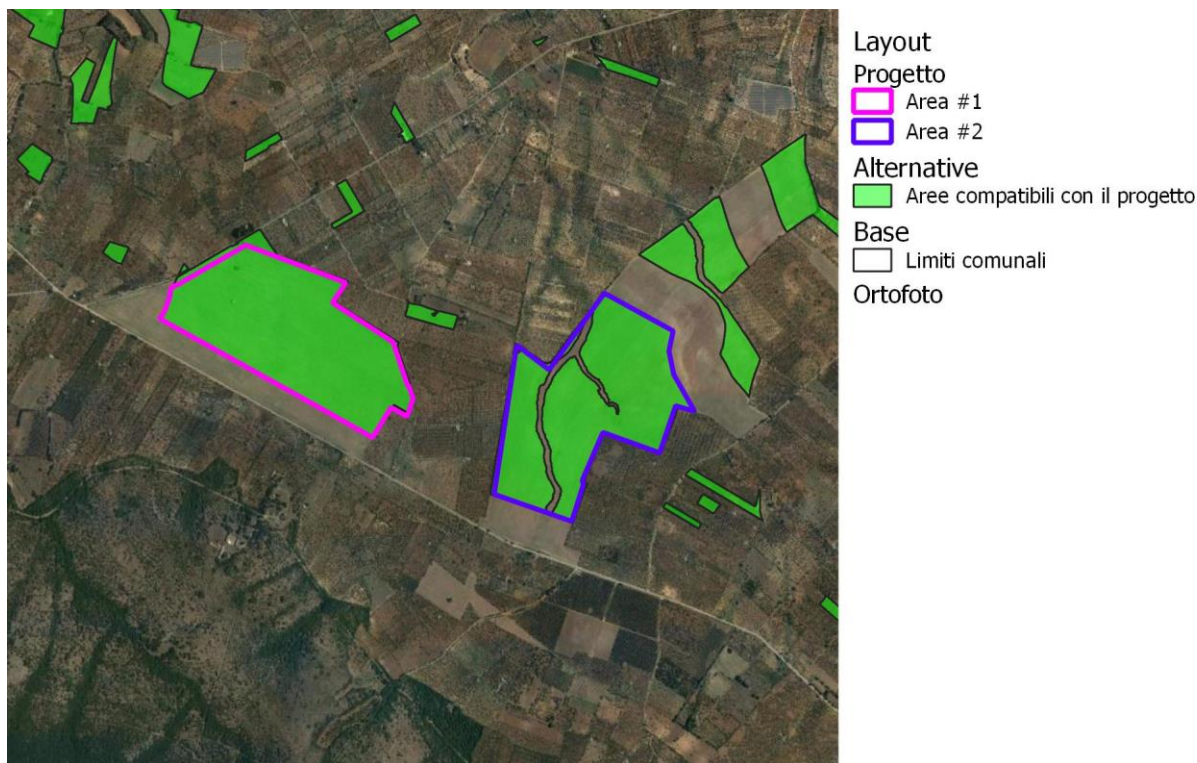 Layout
Progetto
Area #1
Area #2
Alternative
Aree compatibili con il progetto
Base
Limiti comunali
Ortofoto